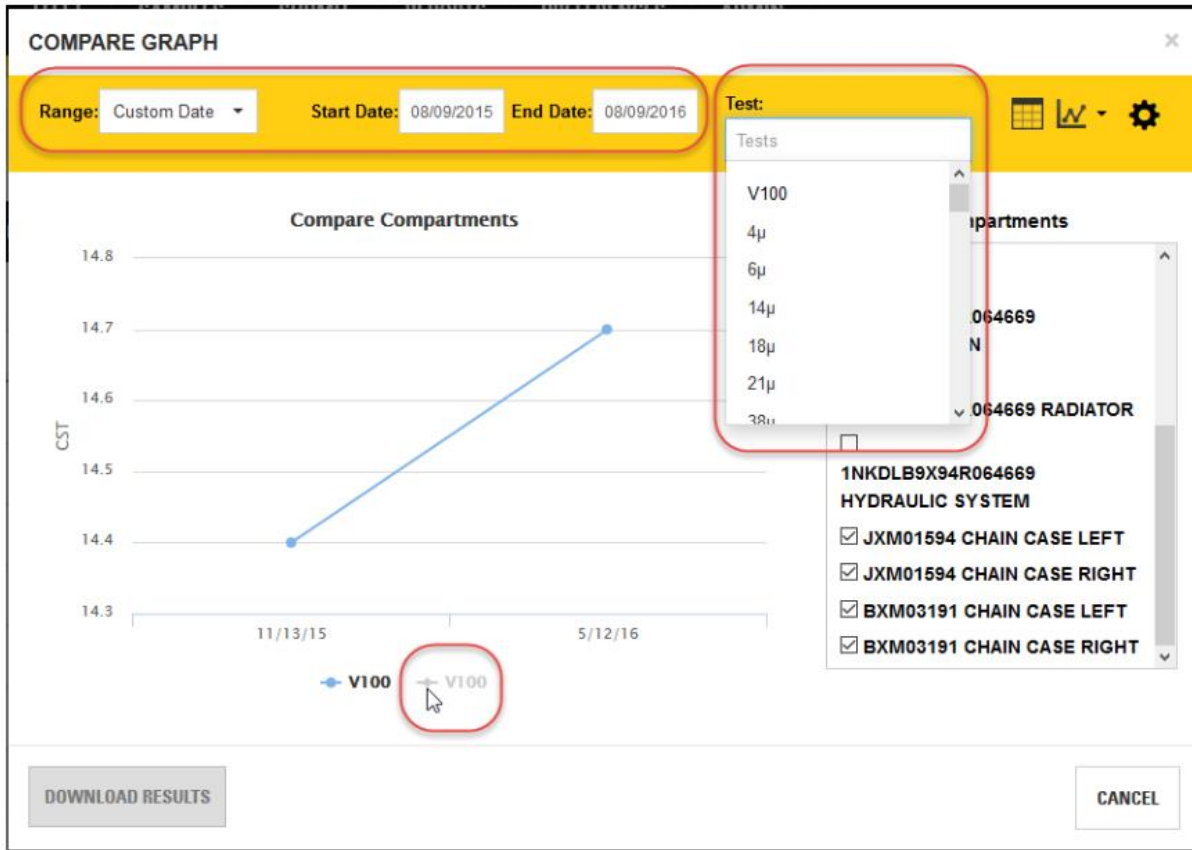 COMPARE GRAPH
×
Range: Custom Date Start Date: 08/09/2015 End Date: 08/09/2016
Test:
Tests
V100
4µ
6µ
14µ
18µ
21µ
38µ
Compare Compartments
14.8
14.7
14.6
14.5
14.4
14.3
CST
11/13/15 5/12/16
V100 V100
partments
064669
N
064669 RADIATOR
1NKDLB9X94R064669
HYDRAULIC SYSTEM
JXM01594 CHAIN CASE LEFT
JXM01594 CHAIN CASE RIGHT
BXM03191 CHAIN CASE LEFT
BXM03191 CHAIN CASE RIGHT
DOWNLOAD RESULTS
CANCEL